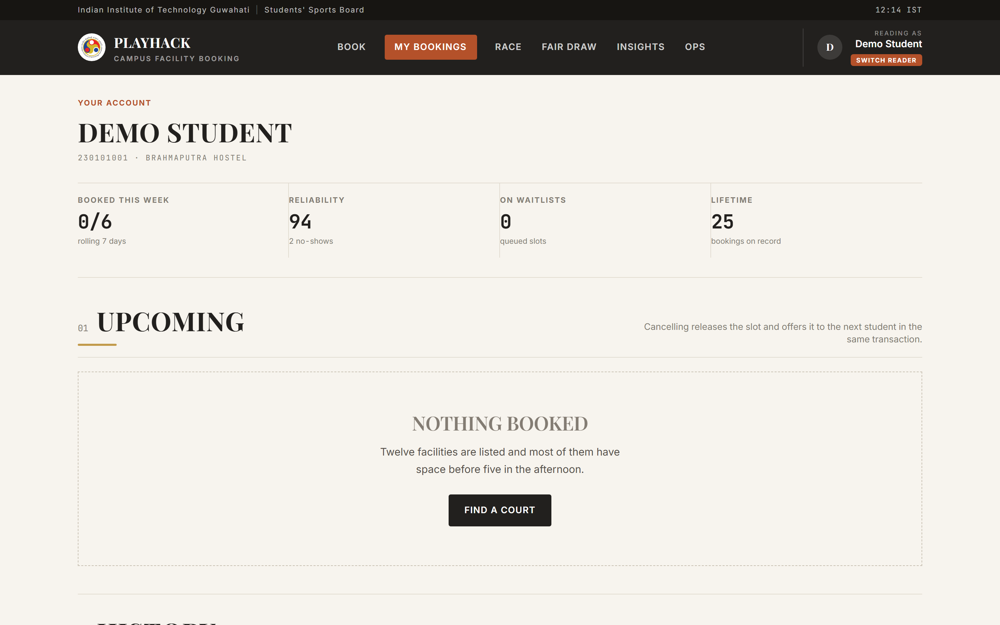 Indian Institute of Technology Guwahati | Students' Sports Board
12:14 IST
PLAYHACK
CAMPUS FACILITY BOOKING
BOOK
MY BOOKINGS
RACE
FAIR DRAW
INSIGHTS
OPS
D
READING AS
Demo Student
SWITCH READER
YOUR ACCOUNT
DEMO STUDENT
230101001 · BRAHMAPUTRA HOSTEL
BOOKED THIS WEEK
0/6
rolling 7 days
RELIABILITY
94
2 no-shows
ON WAITLISTS
0
queued slots
LIFETIME
25
bookings on record
01 UPCOMING
Cancelling releases the slot and offers it to the next student in the
same transaction.
NOTHING BOOKED
Twelve facilities are listed and most of them have
space before five in the afternoon.
FIND A COURT
HISTORY